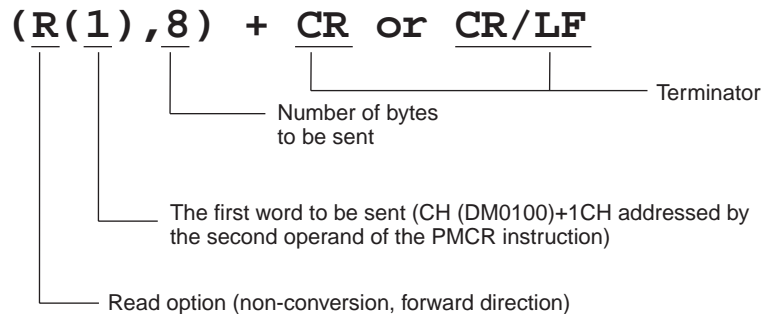 (R(1),8) + CR or CR/LF
Terminator
Number of bytes
to be sent
The first word to be sent (CH (DM0100)+1CH addressed by
the second operand of the PMCR instruction)
Read option (non-conversion, forward direction)